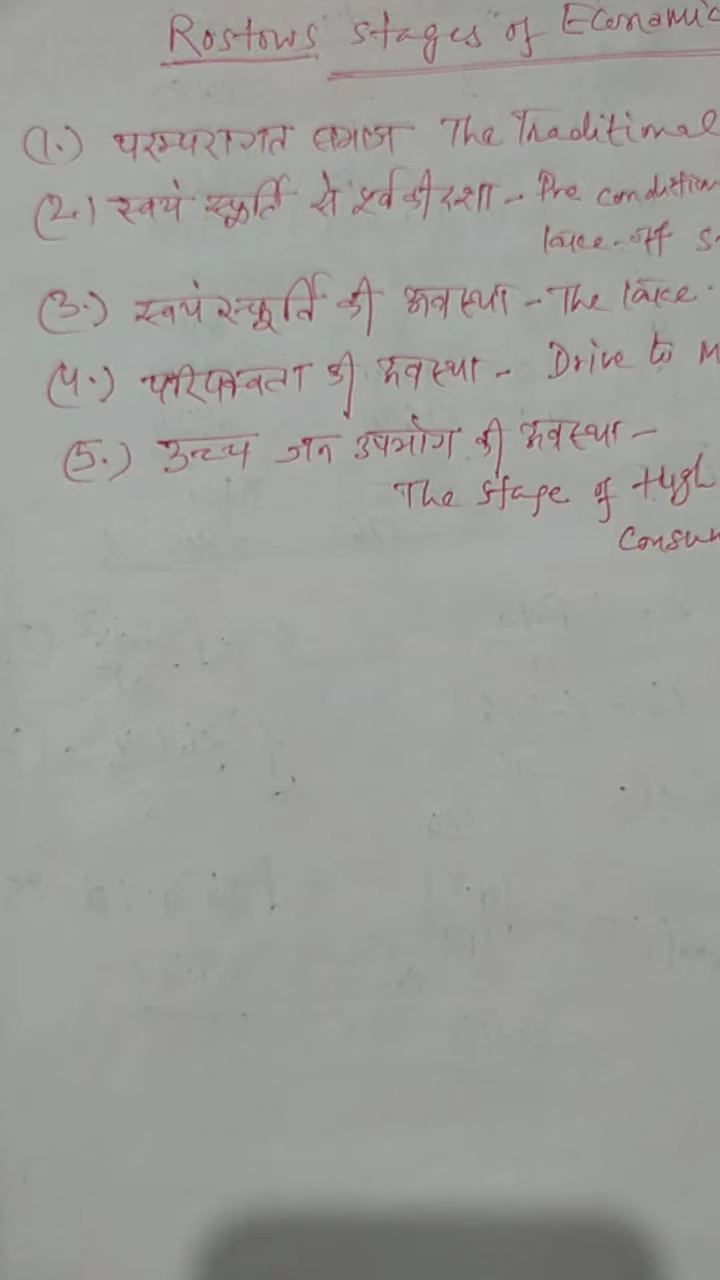 Rostows stages of Economic
(1.) परम्परागत समाज The Traditional
(2.) स्वयं स्फूर्ति से पूर्व की दशा - Pre condition
take-off S
(3.) स्वयं स्फूर्ति की अवस्था - The take
(4.) परिपक्वता की अवस्था - Drive to M
(5.) उच्च जन उपभोग की अवस्था -
The Stage of High
Consum